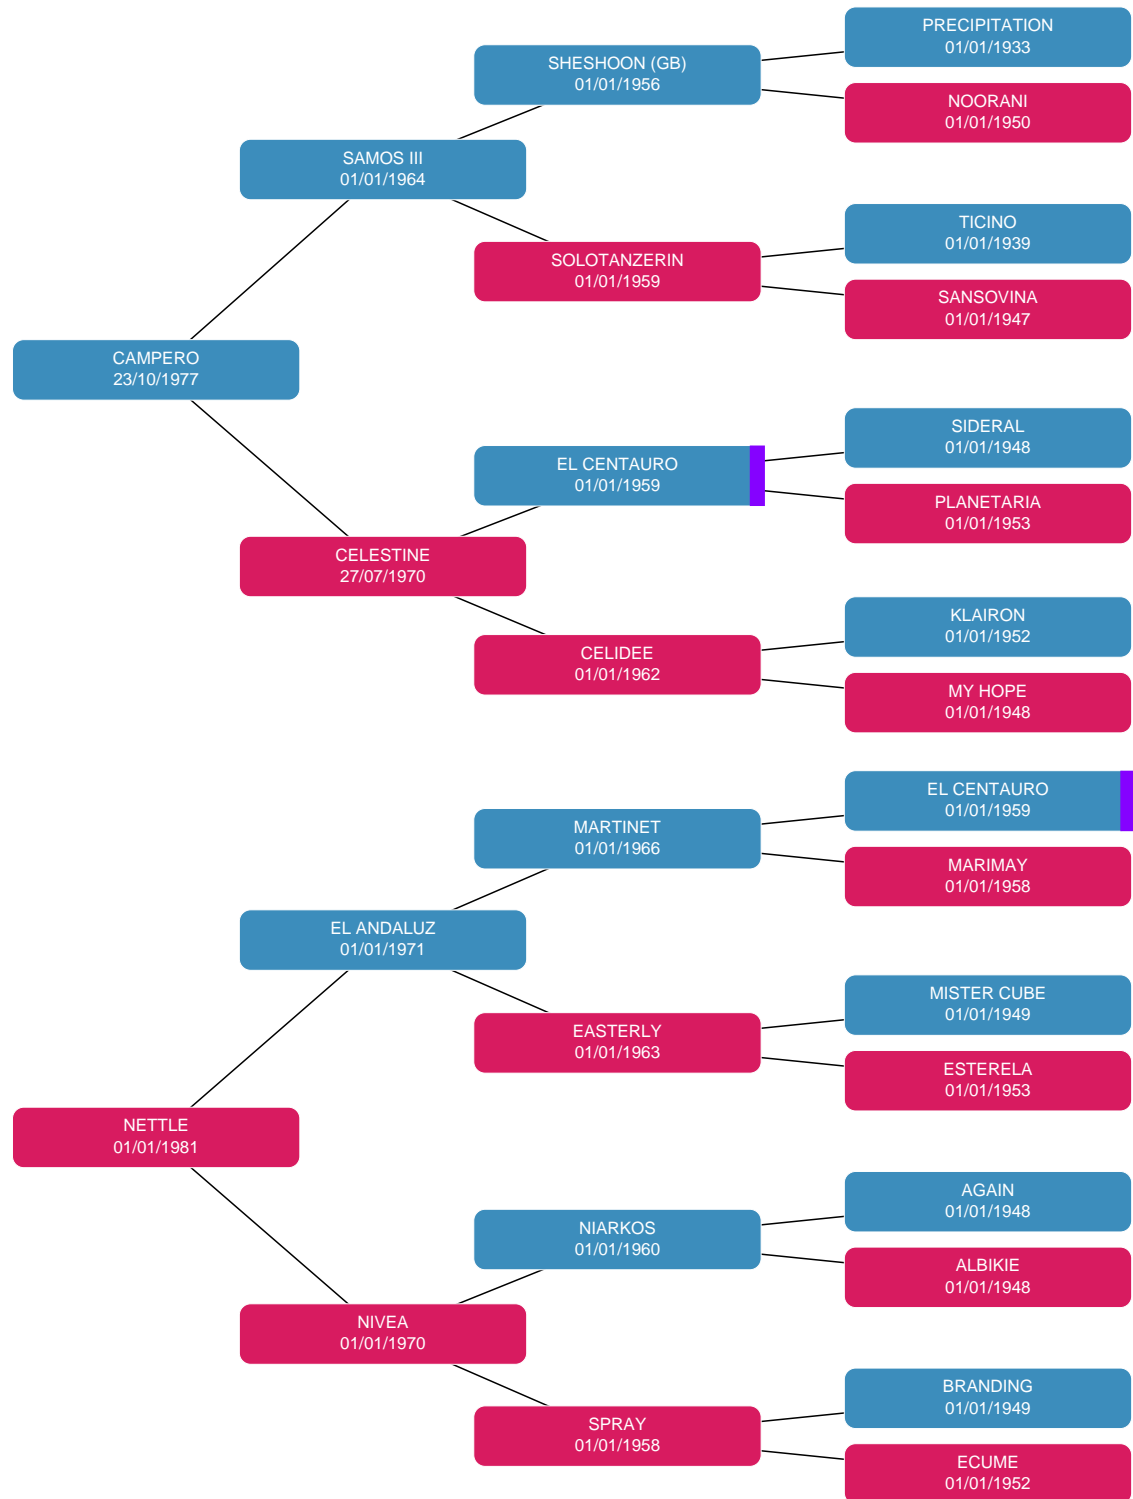 PRECIPITATION
01/01/1933
SHESHOON (GB)
01/01/1956
NOORANI
01/01/1950
SAMOS III
01/01/1964
TICINO
01/01/1939
SOLOTANZERIN
01/01/1959
SANSOVINA
01/01/1947
CAMPERO
23/10/1977
SIDERAL
01/01/1948
EL CENTAURO
01/01/1959
PLANETARIA
01/01/1953
CELESTINE
27/07/1970
KLAIRON
01/01/1952
CELIDEE
01/01/1962
MY HOPE
01/01/1948
EL CENTAURO
01/01/1959
MARTINET
01/01/1966
MARIMAY
01/01/1958
EL ANDALUZ
01/01/1971
MISTER CUBE
01/01/1949
EASTERLY
01/01/1963
ESTERELA
01/01/1953
NETTLE
01/01/1981
AGAIN
01/01/1948
NIARKOS
01/01/1960
ALBIKIE
01/01/1948
NIVEA
01/01/1970
BRANDING
01/01/1949
SPRAY
01/01/1958
ECUME
01/01/1952